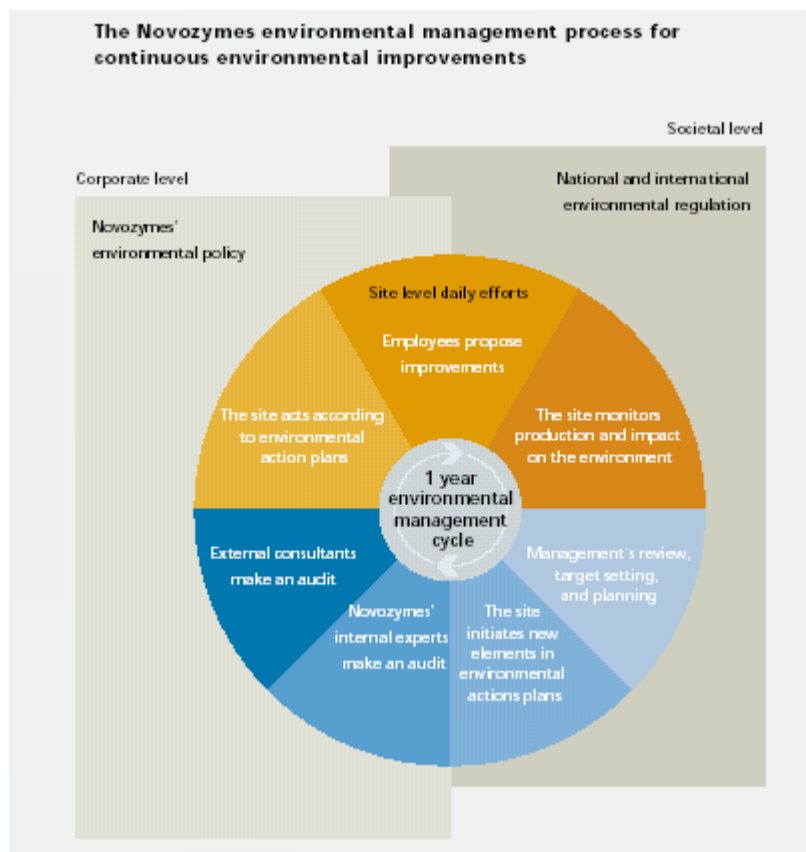 The Novozymes environmental management process for
continuous environmental improvements
Societal level
Corporate level
National and international
environmental regulation
Novozymes'
environmental policy
Site level daily efforts
Employees propose
improvements
The site acts according
to environmental
action plans
The site monitors
production and impact
on the environment
1 year
environmental
management
cycle
External consultants
make an audit
Management's review,
target setting,
and planning
Novozymes'
internal experts
make an audit
The site
initiates new
elements in
environmental
actions plans